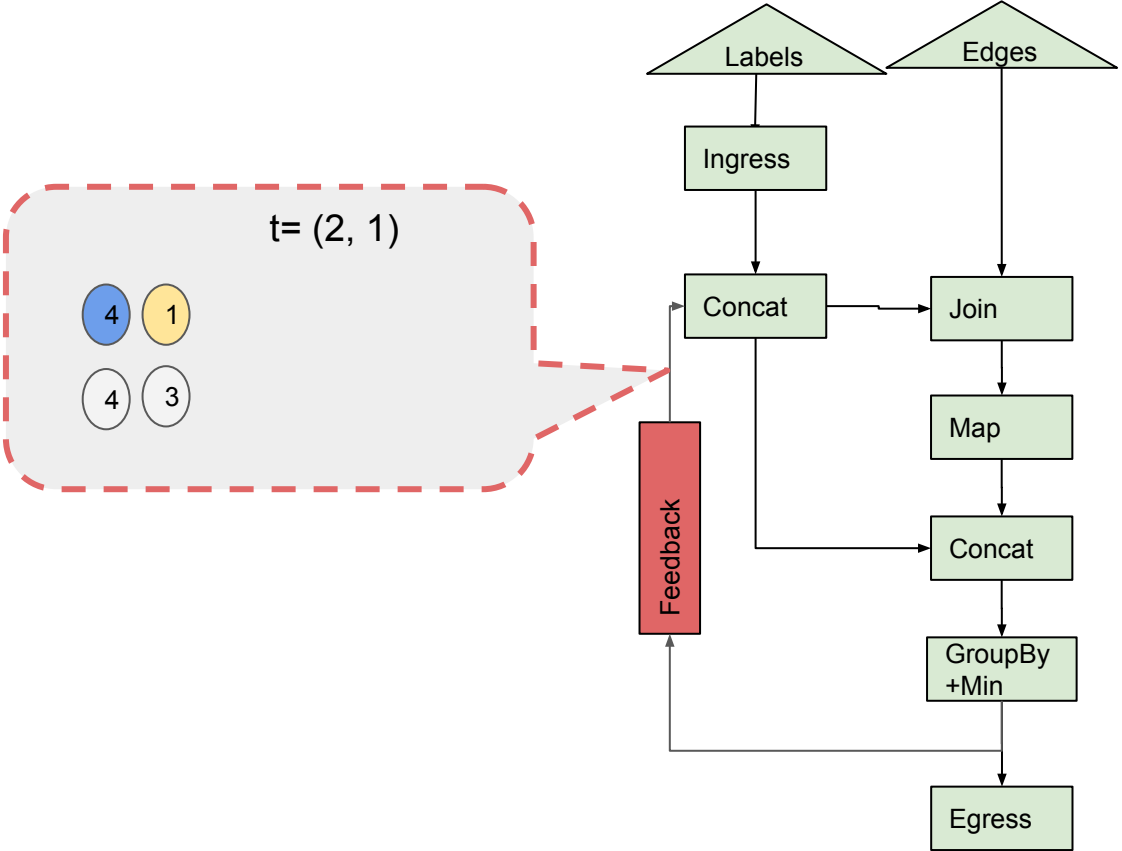 Labels
Edges
Ingress
t= (2, 1)
4 1
4 3
Concat
Join
Map
Feedback
Concat
GroupBy
+Min
Egress